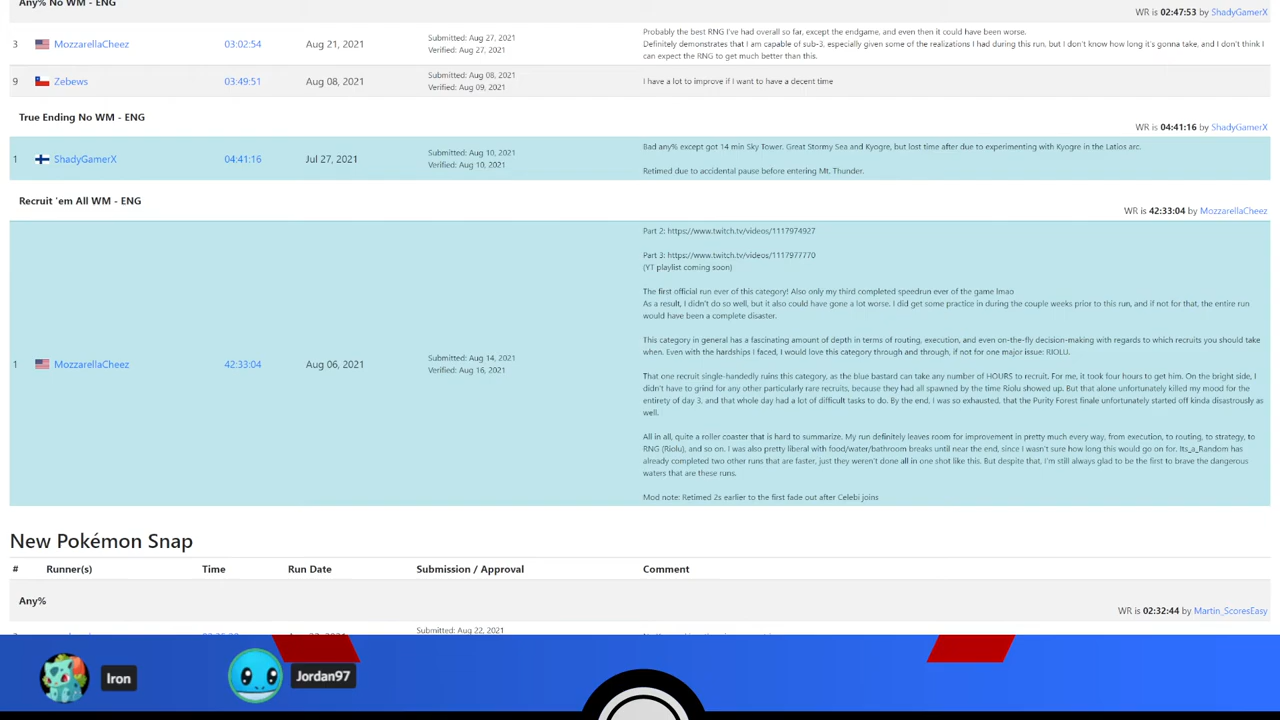 Any% No WM - ENG
WR is 02:47:53 by ShadyGamerX
3 MozzarellaCheez 03:02:54 Aug 21, 2021 Submitted: Aug 27, 2021
Verified: Aug 27, 2021
Probably the best RNG I've had overall so far, except the endgame, and even then it could have been worse.
Definitely demonstrates that I am capable of sub-3, especially given some of the realizations I had during this run, but I don't know how long it's gonna take, and I don't think I
can expect the RNG to get much better than this.
9 Zebews 03:49:51 Aug 08, 2021 Submitted: Aug 08, 2021
Verified: Aug 09, 2021
I have a lot to improve if I want to have a decent time
True Ending No WM - ENG
WR is 04:41:16 by ShadyGamerX
1 ShadyGamerX 04:41:16 Jul 27, 2021 Submitted: Aug 10, 2021
Verified: Aug 10, 2021
Bad any% except got 14 min Sky Tower. Great Stormy Sea and Kyogre, but lost time after due to experimenting with Kyogre in the Latios arc.
Retimed due to accidental pause before entering Mt. Thunder.
Recruit 'em All WM - ENG
WR is 42:33:04 by MozzarellaCheez
1 MozzarellaCheez 42:33:04 Aug 06, 2021 Submitted: Aug 14, 2021
Verified: Aug 16, 2021
Part 2: https://www.twitch.tv/videos/1117974927
Part 3: https://www.twitch.tv/videos/1117977770
(YT playlist coming soon)
The first official run ever of this category! Also only my third completed speedrun ever of the game lmao
As a result, I didn't do so well, but it also could have gone a lot worse. I did get some practice in during the couple weeks prior to this run, and if not for that, the entire run
would have been a complete disaster.
This category in general has a fascinating amount of depth in terms of routing, execution, and even on-the-fly decision-making with regards to which recruits you should take
when. Even with the hardships I faced, I would love this category through and through, if not for one major issue: RIOLU.
That one recruit single-handedly ruins this category, as the blue bastard can take any number of HOURS to recruit. For me, it took four hours to get him. On the bright side, I
didn't have to grind for any other particularly rare recruits, because they had all spawned by the time Riolu showed up. But that alone unfortunately killed my mood for the
entirety of day 3, and that whole day had a lot of difficult tasks to do. By the end, I was so exhausted, that the Purity Forest finale unfortunately started off kinda disastrously as
well.
All in all, quite a roller coaster that is hard to summarize. My run definitely leaves room for improvement in pretty much every way, from execution, to routing, to strategy, to
RNG (Riolu), and so on. I was also pretty liberal with food/water/bathroom breaks until near the end, since I wasn't sure how long this would go on for. Its_a_Random has
already completed two other runs that are faster, just they weren't done all in one shot like this. But despite that, I'm still always glad to be the first to brave the dangerous
waters that are these runs.
Mod note: Retimed 2s earlier to the first fade out after Celebi joins
New Pokémon Snap
# Runner(s) Time Run Date Submission / Approval Comment
Any%
WR is 02:32:44 by Martin_ScoresEasy
Submitted: Aug 22, 2021
Iron
Jordan97